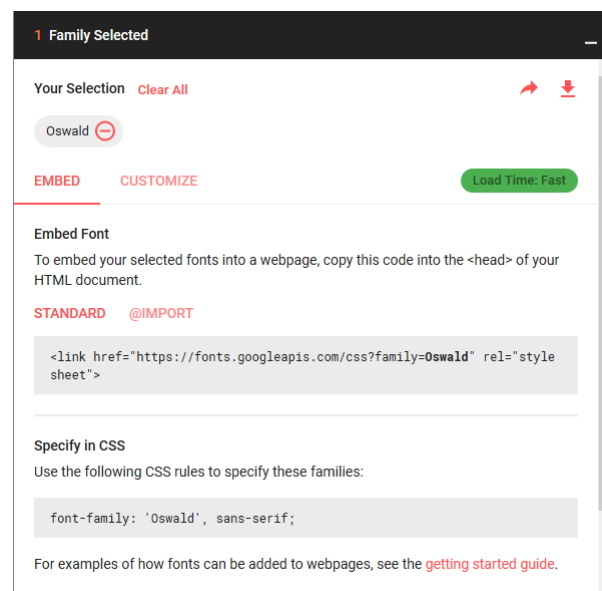 1 Family Selected
Your Selection Clear All
Oswald
EMBED CUSTOMIZE Load Time: Fast
Embed Font
To embed your selected fonts into a webpage, copy this code into the <head> of your
HTML document.
STANDARD @IMPORT
<link href="https://fonts.googleapis.com/css?family=Oswald" rel="style
sheet">
Specify in CSS
Use the following CSS rules to specify these families:
font-family: 'Oswald', sans-serif;
For examples of how fonts can be added to webpages, see the getting started guide.